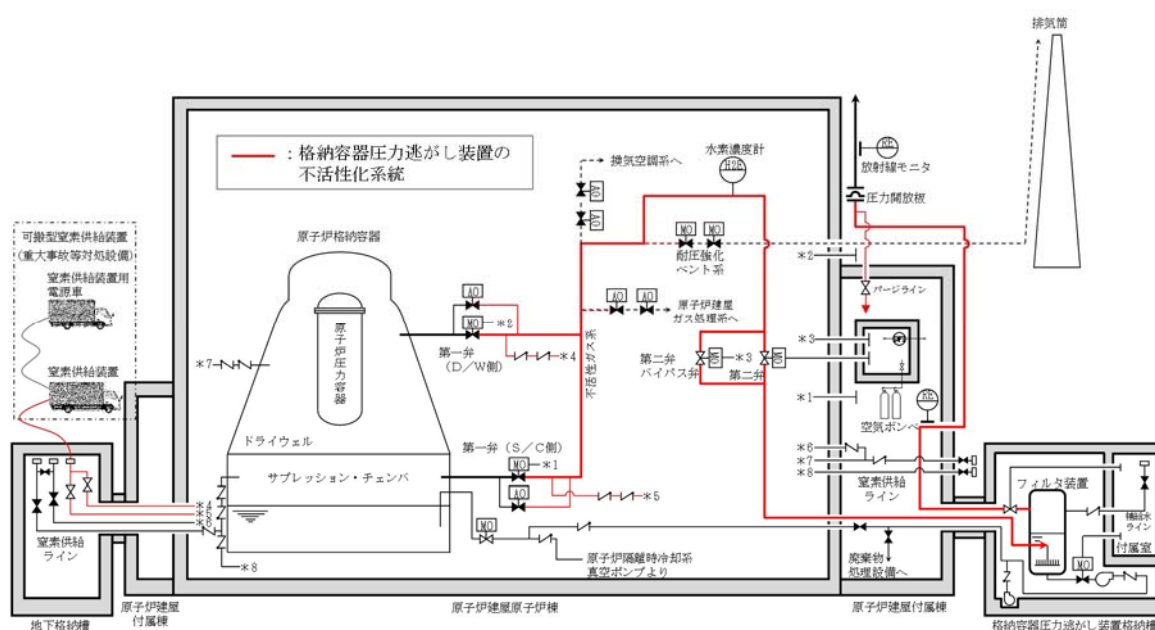 排気筒
━━ : 格納容器圧力逃がし装置の
不活性化系統
換気空調系へ
AO
AO
水素濃度計
H2E
RE
放射線モニタ
圧力開放板
可搬型窒素供給装置
(重大事故等対処設備)
窒素供給装置用
電源車
窒素供給装置
原子炉格納容器
原子炉圧力容器
MO
MO
耐圧強化
ベント系
*2
AO
MO
*2
AO
AO
原子炉建屋
ガス処理系へ
パージライン
*7
第一弁
(D/W側)
*4
不活性ガス系
第二弁
バイパス弁
MO
*3
第二弁
MO
*3
*1
空気ボンベ
RE
ドライウェル
サプレッション・チェンバ
第一弁(S/C側)
MO
*1
AO
*5
*6
*7
*8
窒素供給
ライン
フィルタ装置
補給水
ライン
付属室
MO
窒素供給
ライン
*4
*5
*6
*8
MO
原子炉隔離時冷却系
真空ポンプより
廃棄物
処理設備へ
地下格納槽
原子炉建屋
付属棟
原子炉建屋原子炉棟
原子炉建屋付属棟
格納容器圧力逃がし装置格納槽